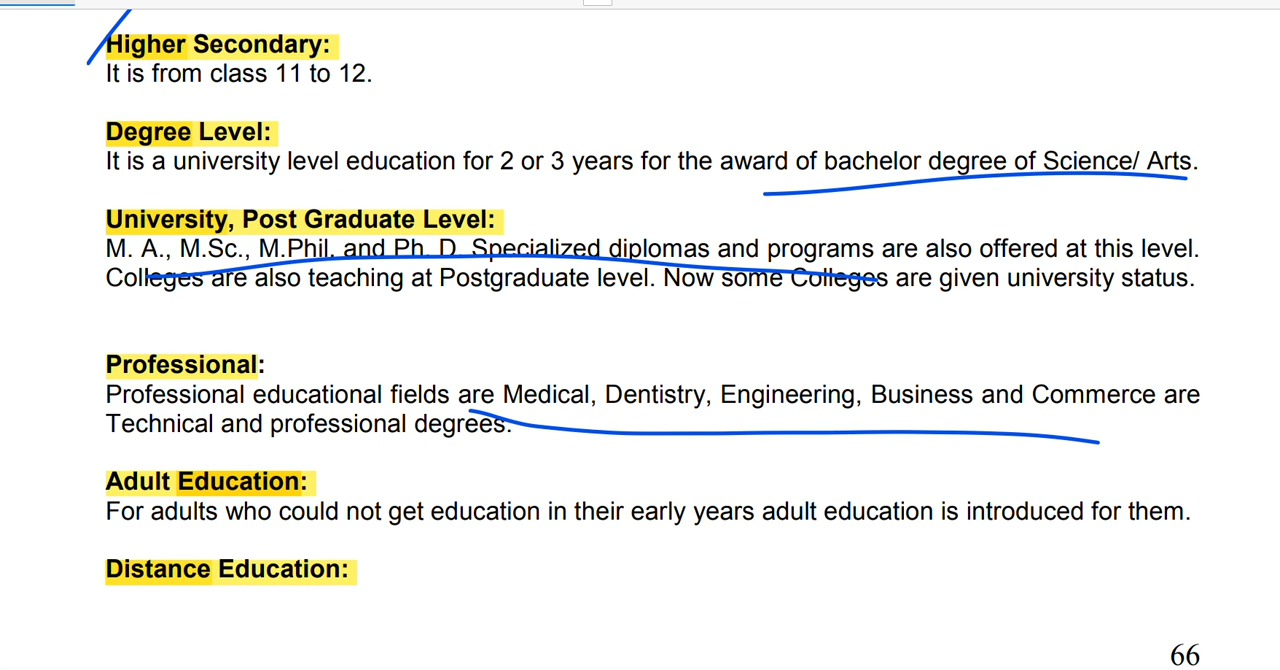 Higher Secondary:
It is from class 11 to 12.
Degree Level:
It is a university level education for 2 or 3 years for the award of bachelor degree of Science/ Arts.
University, Post Graduate Level:
M. A., M.Sc., M.Phil. and Ph. D. Specialized diplomas and programs are also offered at this level.
Colleges are also teaching at Postgraduate level. Now some Colleges are given university status.
Professional:
Professional educational fields are Medical, Dentistry, Engineering, Business and Commerce are
Technical and professional degrees.
Adult Education:
For adults who could not get education in their early years adult education is introduced for them.
Distance Education:
66